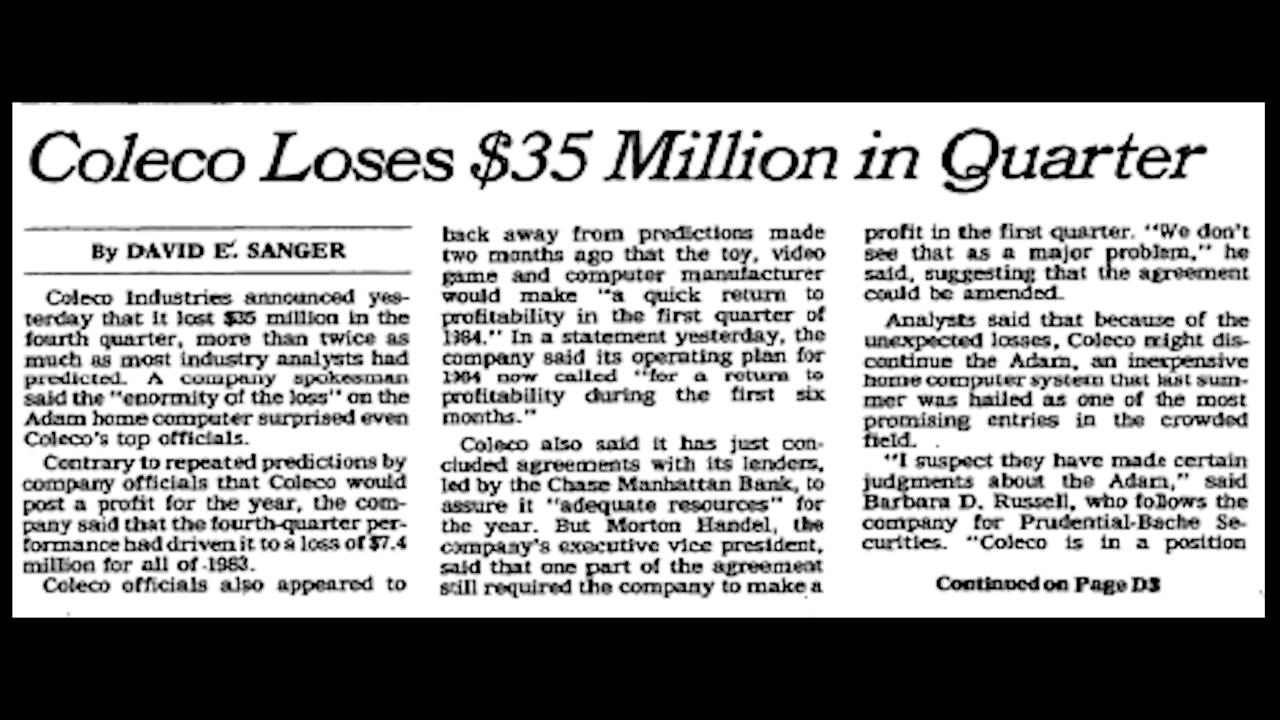 Coleco Loses $35 Million in Quarter
By DAVID E. SANGER
Coleco Industries announced yes-
terday that it lost $35 million in the
fourth quarter, more than twice as
much as most industry analysts had
predicted. A company spokesman
said the "enormity of the loss" on the
Adam home computer surprised even
Coleco's top officials.
Contrary to repeated predictions by
company officials that Coleco would
post a profit for the year, the com-
pany said that the fourth-quarter per-
formance had driven it to a loss of $7.4
million for all of 1983.
Coleco officials also appeared to
back away from predictions made
two months ago that the toy, video
game and computer manufacturer
would make "a quick return to
profitability in the first quarter of
1984." In a statement yesterday, the
company said its operating plan for
1984 now called "for a return to
profitability during the first six
months."
Coleco also said it has just con-
cluded agreements with its lenders,
led by the Chase Manhattan Bank, to
assure it "adequate resources" for
the year. But Morton Handel, the
company's executive vice president,
said that one part of the agreement
still required the company to make a
profit in the first quarter. "We don't
see that as a major problem," he
said, suggesting that the agreement
could be amended.
Analysts said that because of the
unexpected losses, Coleco might dis-
continue the Adam, an inexpensive
home computer system that last sum-
mer was hailed as one of the most
promising entries in the crowded
field.
"I suspect they have made certain
judgments about the Adam," said
Barbara D. Russell, who follows the
company for Prudential-Bache Se-
curities. "Coleco is in a position
Continued on Page D3